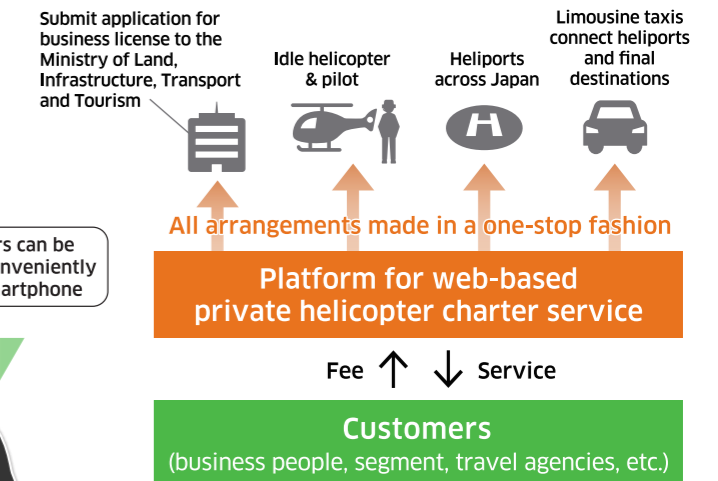 Submit application for
business license to the
Ministry of Land,
Infrastructure, Transport
and Tourism
Idle helicopter
& pilot
Heliports
across Japan
Limousine taxis
connect heliports
and final
destinations
H
All arrangements made in a one-stop fashion
can be
Platform for web-based
private helicopter charter service
Fee
Service
Customers
(business people, segment, travel agencies, etc.)